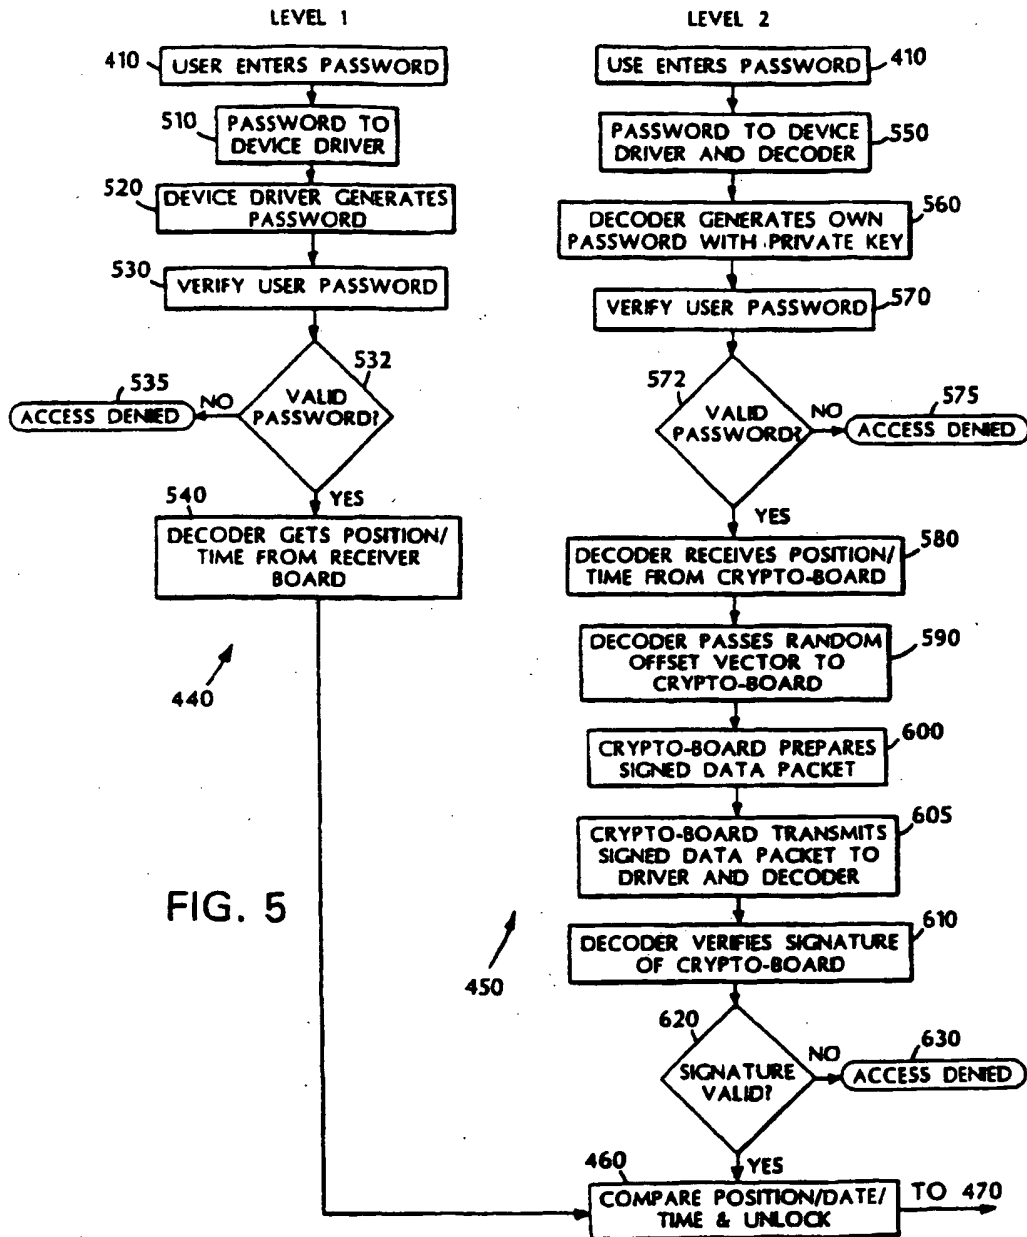 LEVEL 1
410
USER ENTERS PASSWORD
510
PASSWORD TO
DEVICE DRIVER
520
DEVICE DRIVER GENERATES
PASSWORD
530
VERIFY USER PASSWORD
532
VALID
PASSWORD?
NO
535
ACCESS DENIED
YES
540
DECODER GETS POSITION/
TIME FROM RECEIVER
BOARD
440
FIG. 5
LEVEL 2
410
USE ENTERS PASSWORD
550
PASSWORD TO DEVICE
DRIVER AND DECODER
560
DECODER GENERATES OWN
PASSWORD WITH PRIVATE KEY
570
VERIFY USER PASSWORD
572
VALID
PASSWORD?
NO
575
ACCESS DENIED
YES
580
DECODER RECEIVES POSITION/
TIME FROM CRYPTO-BOARD
590
DECODER PASSES RANDOM
OFFSET VECTOR TO
CRYPTO-BOARD
600
CRYPTO-BOARD PREPARES
SIGNED DATA PACKET
605
CRYPTO-BOARD TRANSMITS
SIGNED DATA PACKET TO
DRIVER AND DECODER
450
610
DECODER VERIFIES SIGNATURE
OF CRYPTO-BOARD
620
SIGNATURE
VALID?
NO
630
ACCESS DENIED
YES
460
COMPARE POSITION/DATE/
TIME & UNLOCK
TO 470